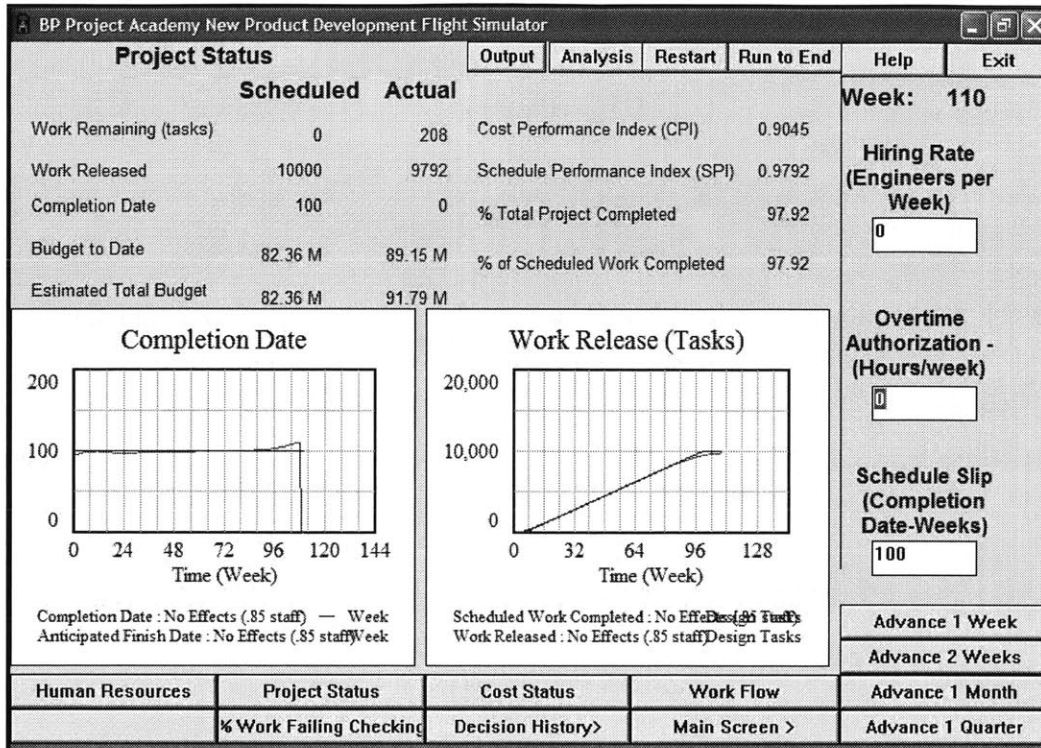 BP Project Academy New Product Development Flight Simulator
Project Status
Output Analysis Restart Run to End Help Exit
Scheduled Actual
Work Remaining (tasks) 0 208
Work Released 10000 9792
Completion Date 100 0
Budget to Date 82.36 M 89.15 M
Estimated Total Budget 82.36 M 91.79 M
Cost Performance Index (CPI) 0.9045
Schedule Performance Index (SPI) 0.9792
% Total Project Completed 97.92
% of Scheduled Work Completed 97.92
Week: 110
Hiring Rate
(Engineers per
Week)
0
Overtime
Authorization -
(Hours/week)
0
Schedule Slip
(Completion
Date-Weeks)
100
Completion Date
200
100
0
0 24 48 72 96 120 144
Time (Week)
Completion Date : No Effects (.85 staff) — Week
Anticipated Finish Date : No Effects (.85 staff) Week
Work Release (Tasks)
20,000
10,000
0
0 32 64 96 128
Time (Week)
Scheduled Work Completed : No Effects
Work Released : No Effects (.85 staff) Design Tasks
Advance 1 Week
Advance 2 Weeks
Human Resources Project Status Cost Status Work Flow Advance 1 Month
% Work Failing Checking Decision History> Main Screen > Advance 1 Quarter